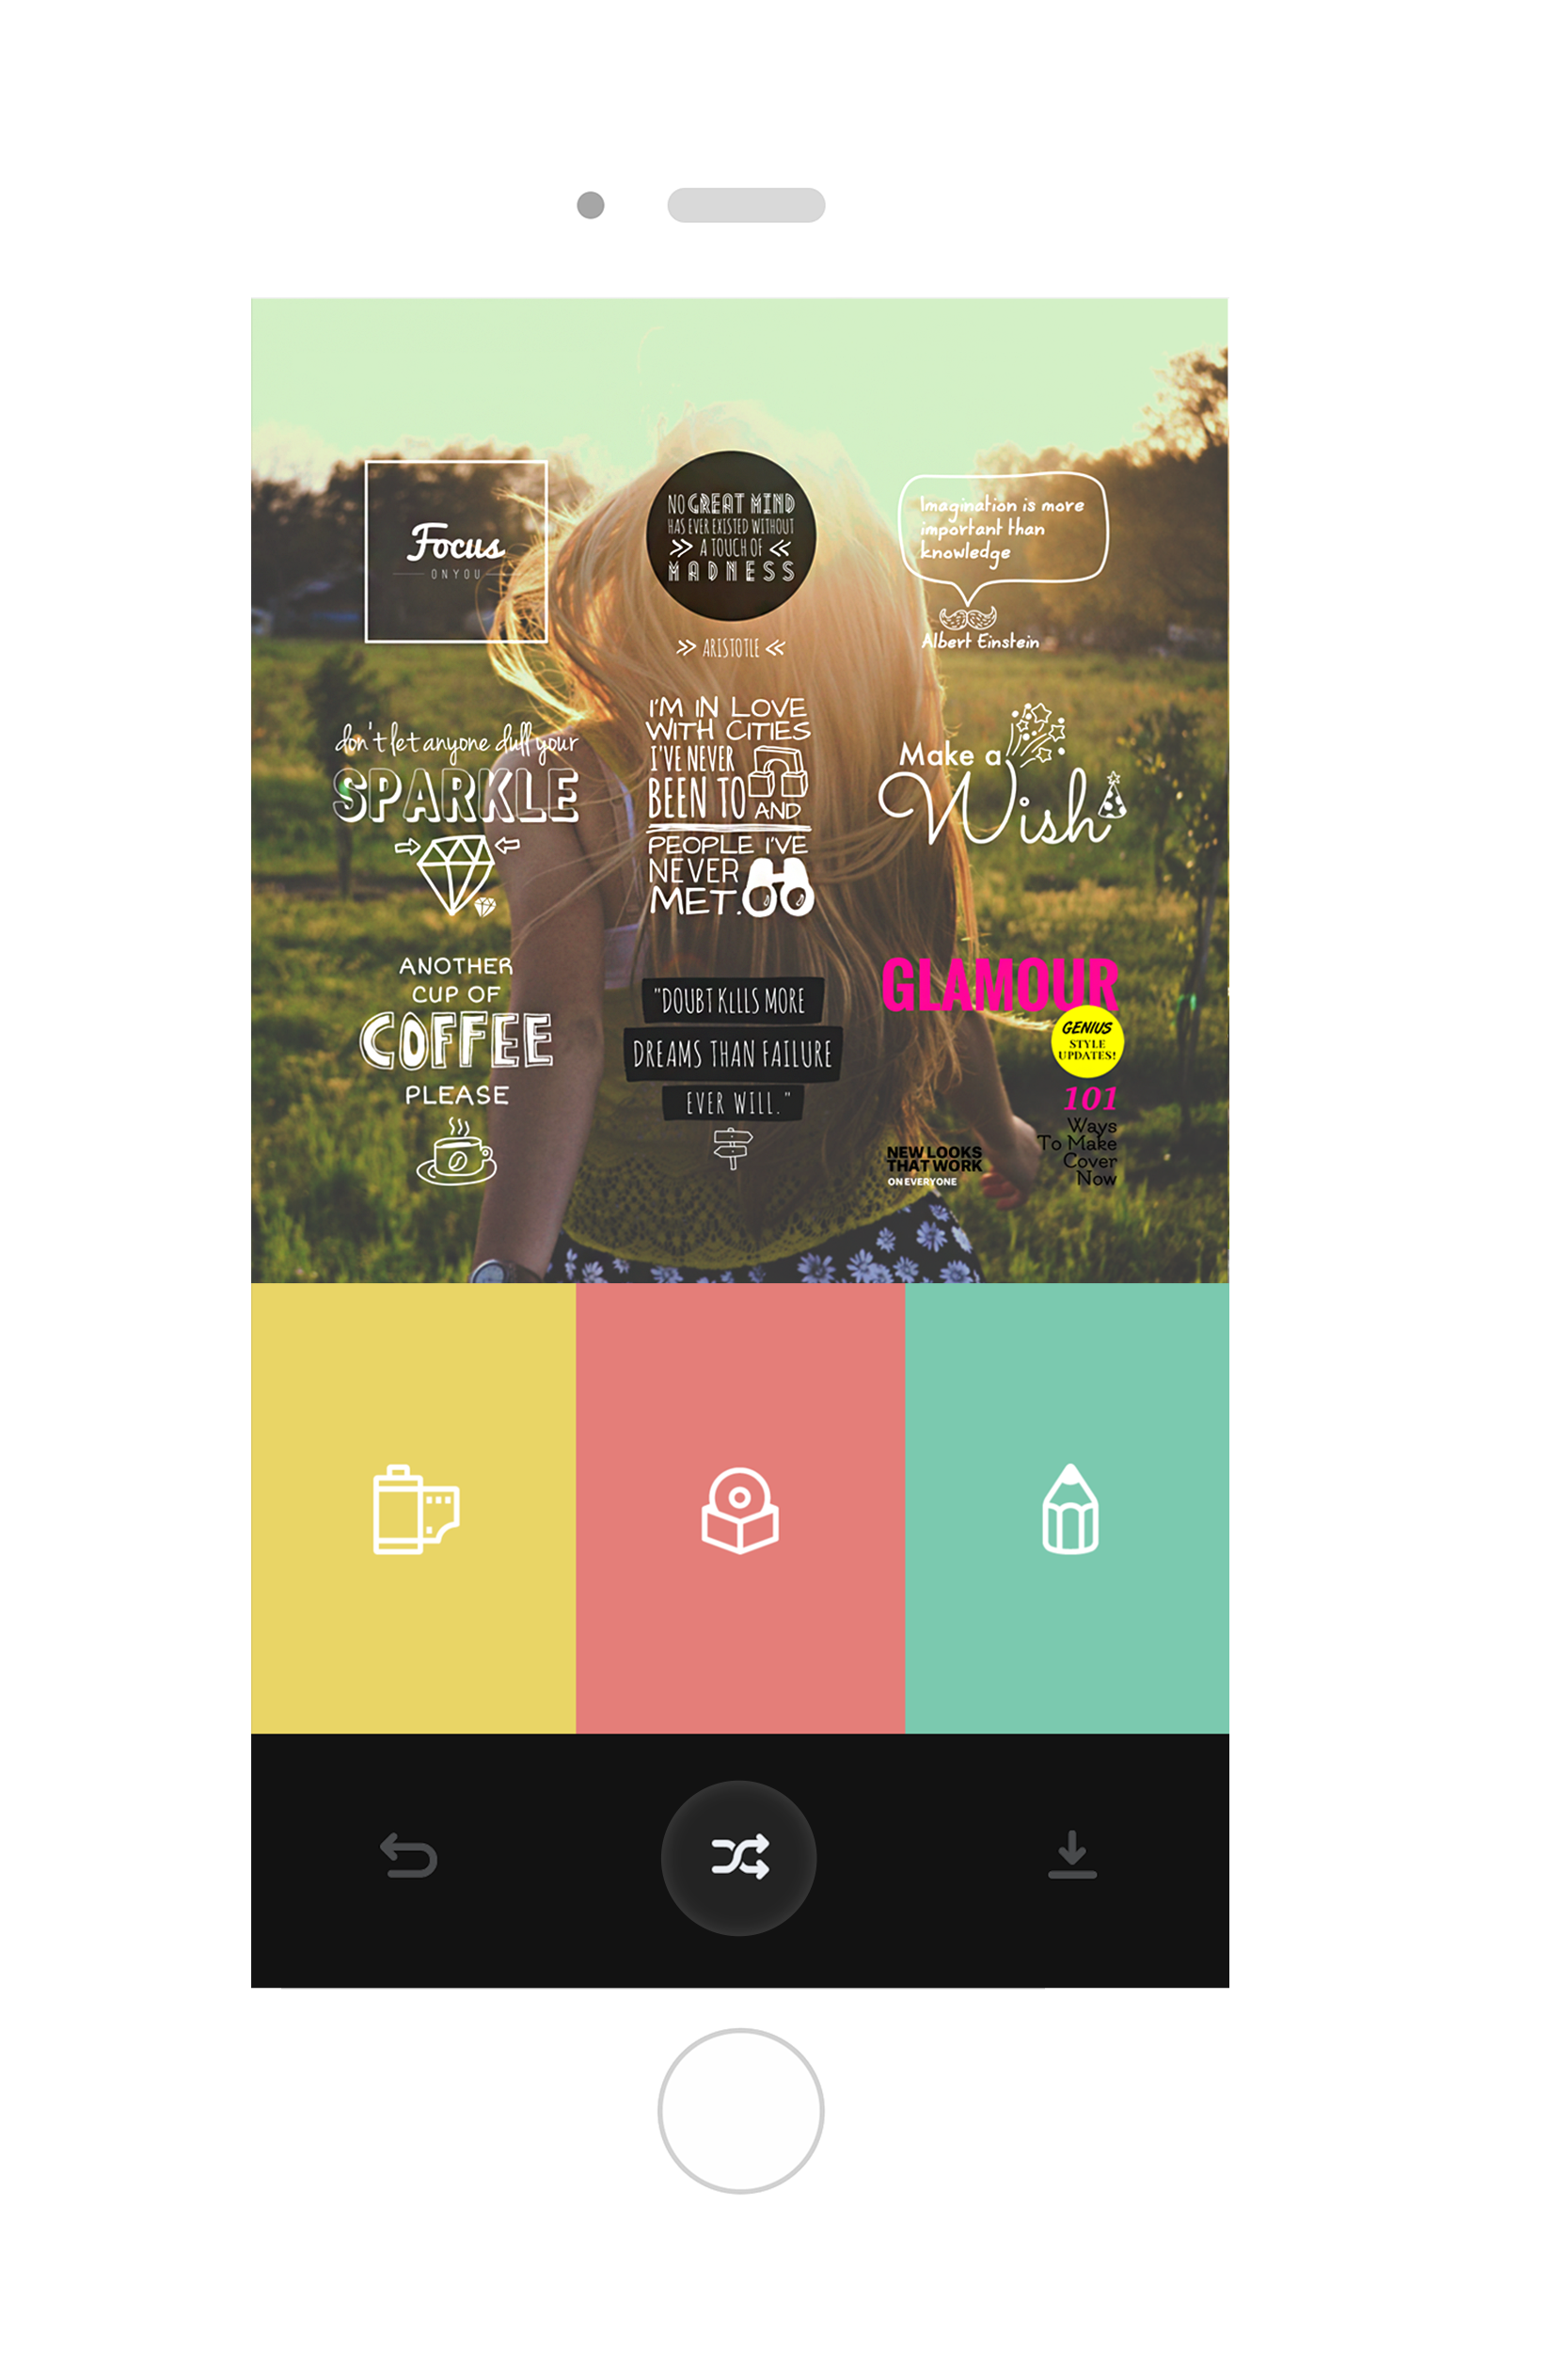 Focus
ON YOU
NO GREAT MIND
HAS EVER EXISTED WITHOUT
A TOUCH OF
MADNESS
ARISTOTLE
Imagination is more
important than
knowledge
Albert Einstein
don't let anyone dull your
SPARKLE
I'M IN LOVE
WITH CITIES
I'VE NEVER
BEEN TO
AND
PEOPLE I'VE
NEVER
MET.
Make a
Wish
ANOTHER
CUP OF
COFFEE
PLEASE
"DOUBT KILLS MORE
DREAMS THAN FAILURE
EVER WILL."
GLAMOUR
GENIUS
STYLE
UPDATES!
101
Ways
To Make
Cover
Now
NEW LOOKS
THAT WORK
ON EVERYONE